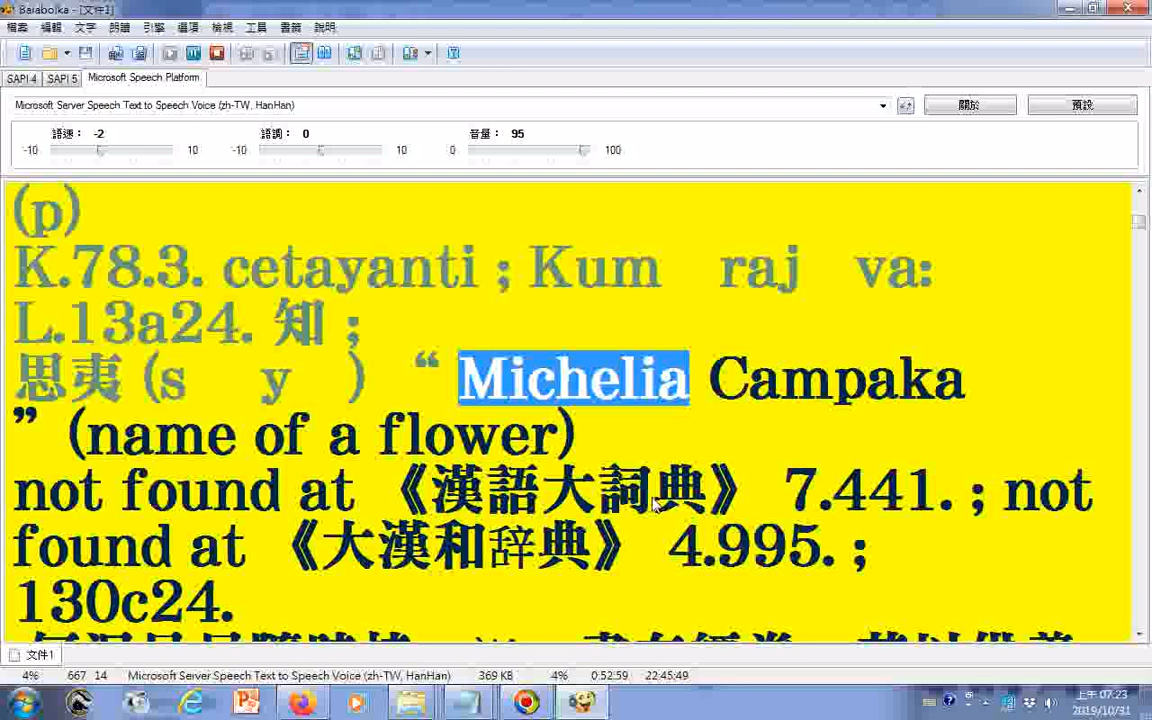 Balabolka - [文件1]
檔案 編輯 文字 朗讀 引擎 選項 檢視 工具 書籤 說明
SAPI 4 SAPI 5 Microsoft Speech Platform
Microsoft Server Speech Text to Speech Voice (zh-TW, HanHan) 關於 預設
語速: -2 語調: 0 音量: 95
-10 10 -10 10 0 100
(p)
K.78.3. cetayanti ; Kum raj va:
L.13a24. 知 ;
思夷 (s y ) “ Michelia Campaka
” (name of a flower)
not found at 《漢語大詞典》 7.441. ; not
found at 《大漢和辞典》 4.995. ;
130c24.
文件1
4% 667 14 Microsoft Server Speech Text to Speech Voice (zh-TW, HanHan) 369 KB 4% 0:52:59 22:45:49
上午 07:23
2019/10/31